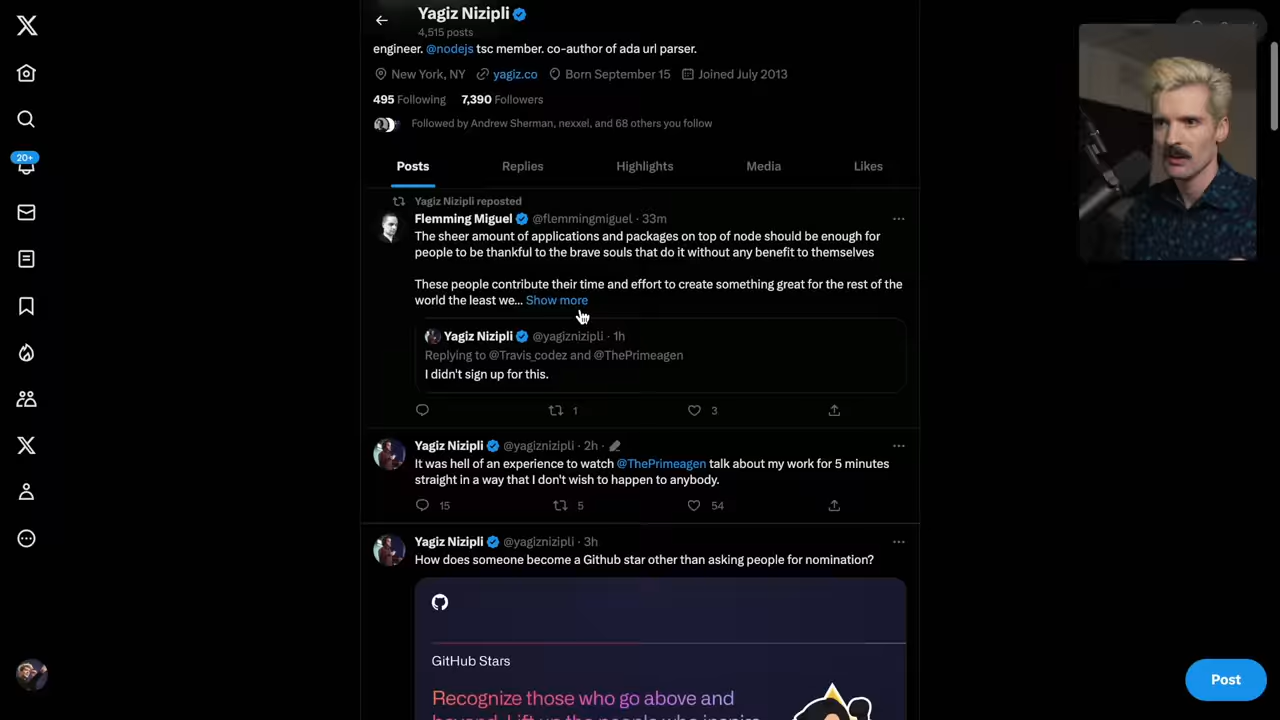 Yagiz Nizipli
4,515 posts
engineer. @nodejs tsc member. co-author of ada url parser.
New York, NY yagiz.co Born September 15 Joined July 2013
495 Following 7,390 Followers
Followed by Andrew Sherman, nexxel, and 68 others you follow
Posts Replies Highlights Media Likes
20+
Yagiz Nizipli reposted
Flemming Miguel @flemmingmiguel · 33m
The sheer amount of applications and packages on top of node should be enough for
people to be thankful to the brave souls that do it without any benefit to themselves
These people contribute their time and effort to create something great for the rest of the
world the least we... Show more
Yagiz Nizipli @yagiznizipli · 1h
Replying to @Travis_codez and @ThePrimeagen
I didn't sign up for this.
1 3
Yagiz Nizipli @yagiznizipli · 2h ·
It was hell of an experience to watch @ThePrimeagen talk about my work for 5 minutes
straight in a way that I don't wish to happen to anybody.
15 5 54
Yagiz Nizipli @yagiznizipli · 3h
How does someone become a Github star other than asking people for nomination?
GitHub Stars
Recognize those who go above and
Post